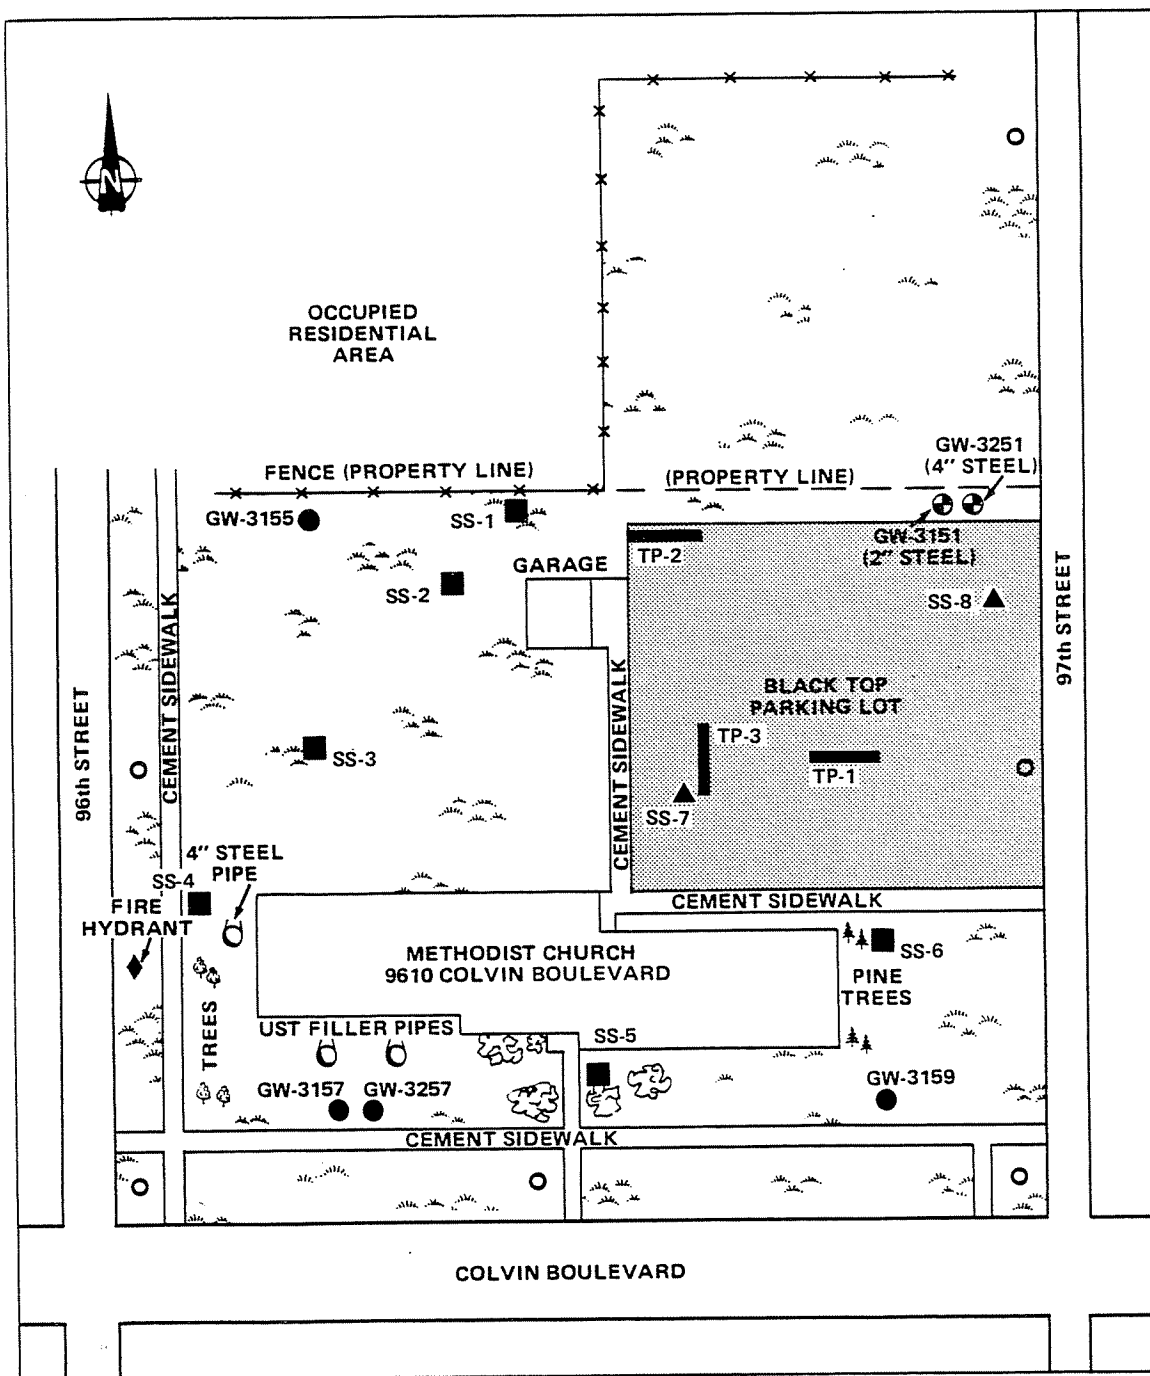 N
OCCUPIED
RESIDENTIAL
AREA
FENCE (PROPERTY LINE)
(PROPERTY LINE)
GW-3251
(4" STEEL)
GW-3155
SS-1
GW-3151
(2" STEEL)
TP-2
GARAGE
SS-2
SS-8
CEMENT SIDEWALK
97th STREET
BLACK TOP
PARKING LOT
96th STREET
CEMENT SIDEWALK
SS-3
TP-3
TP-1
SS-7
4" STEEL
PIPE
SS-4
FIRE
HYDRANT
CEMENT SIDEWALK
METHODIST CHURCH
9610 COLVIN BOULEVARD
SS-6
PINE
TREES
TREES
UST FILLER PIPES
SS-5
GW-3157
GW-3257
GW-3159
CEMENT SIDEWALK
COLVIN BOULEVARD